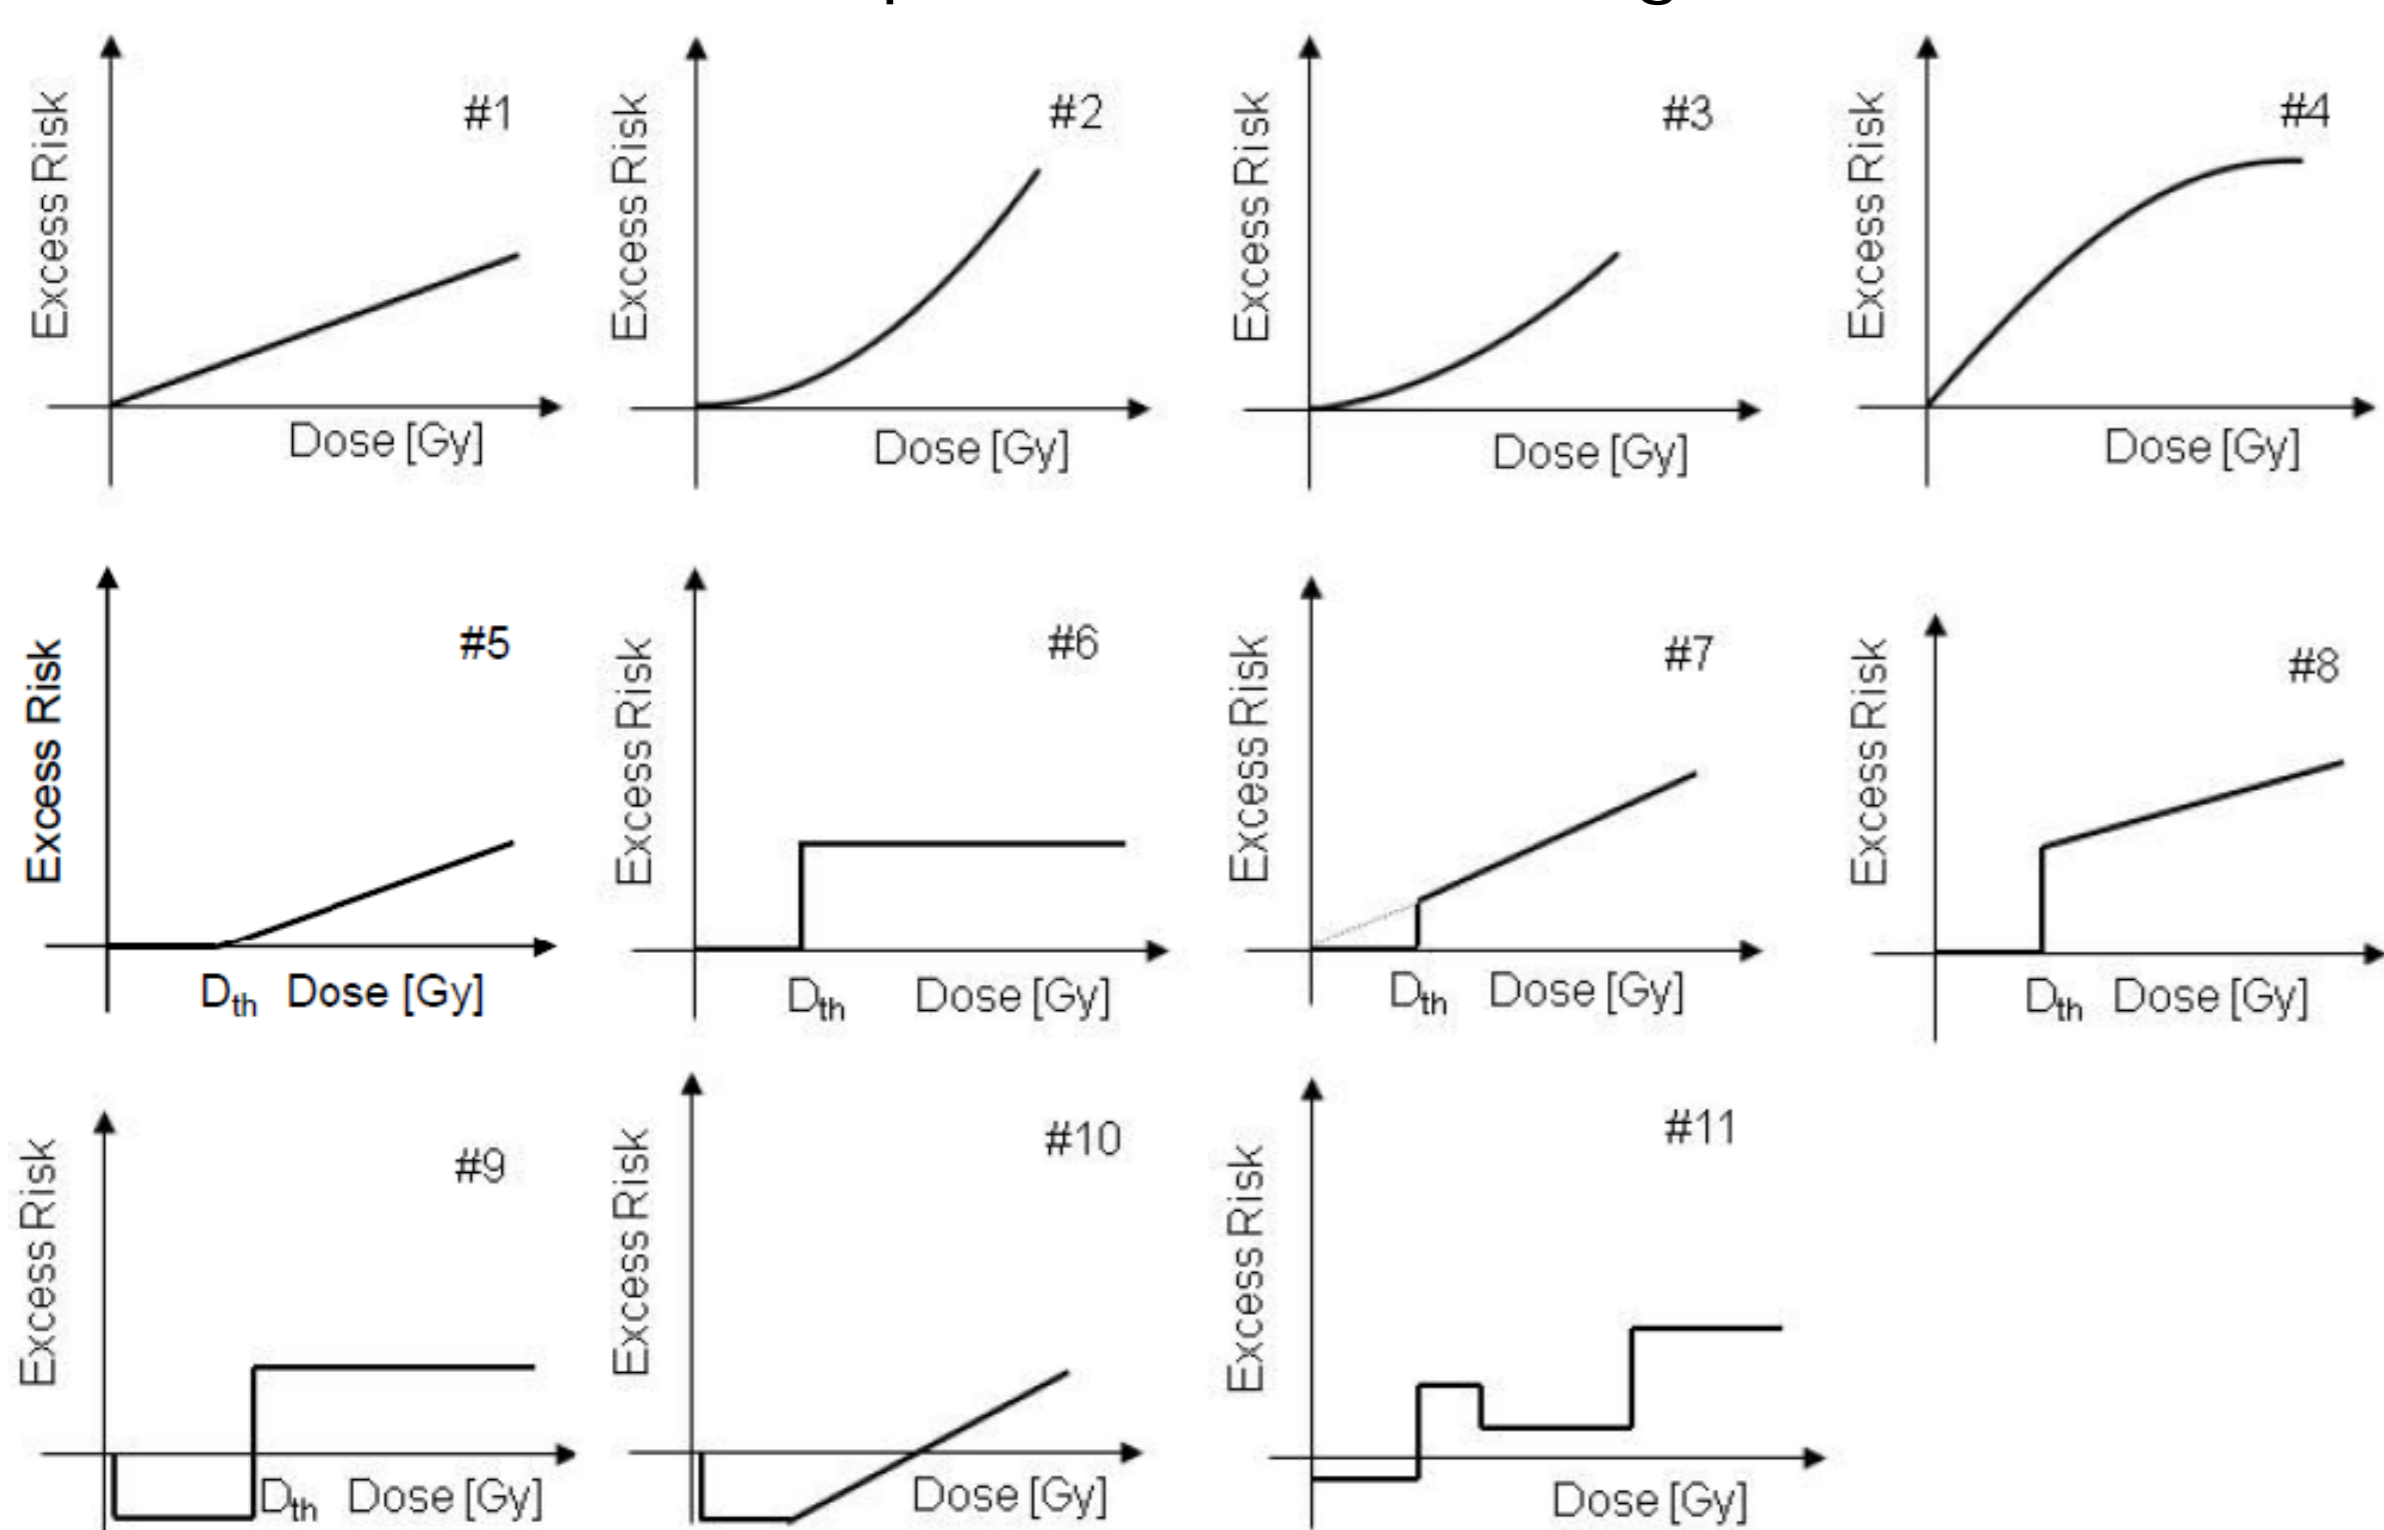 #1
Excess Risk
Dose [Gy]
#2
Excess Risk
Dose [Gy]
#3
Excess Risk
Dose [Gy]
#4
Excess Risk
Dose [Gy]
#5
Excess Risk
Dth Dose [Gy]
#6
Excess Risk
Dth Dose [Gy]
#7
Excess Risk
Dth Dose [Gy]
#8
Excess Risk
Dth Dose [Gy]
#9
Excess Risk
Dth Dose [Gy]
#10
Excess Risk
Dose [Gy]
#11
Excess Risk
Dose [Gy]